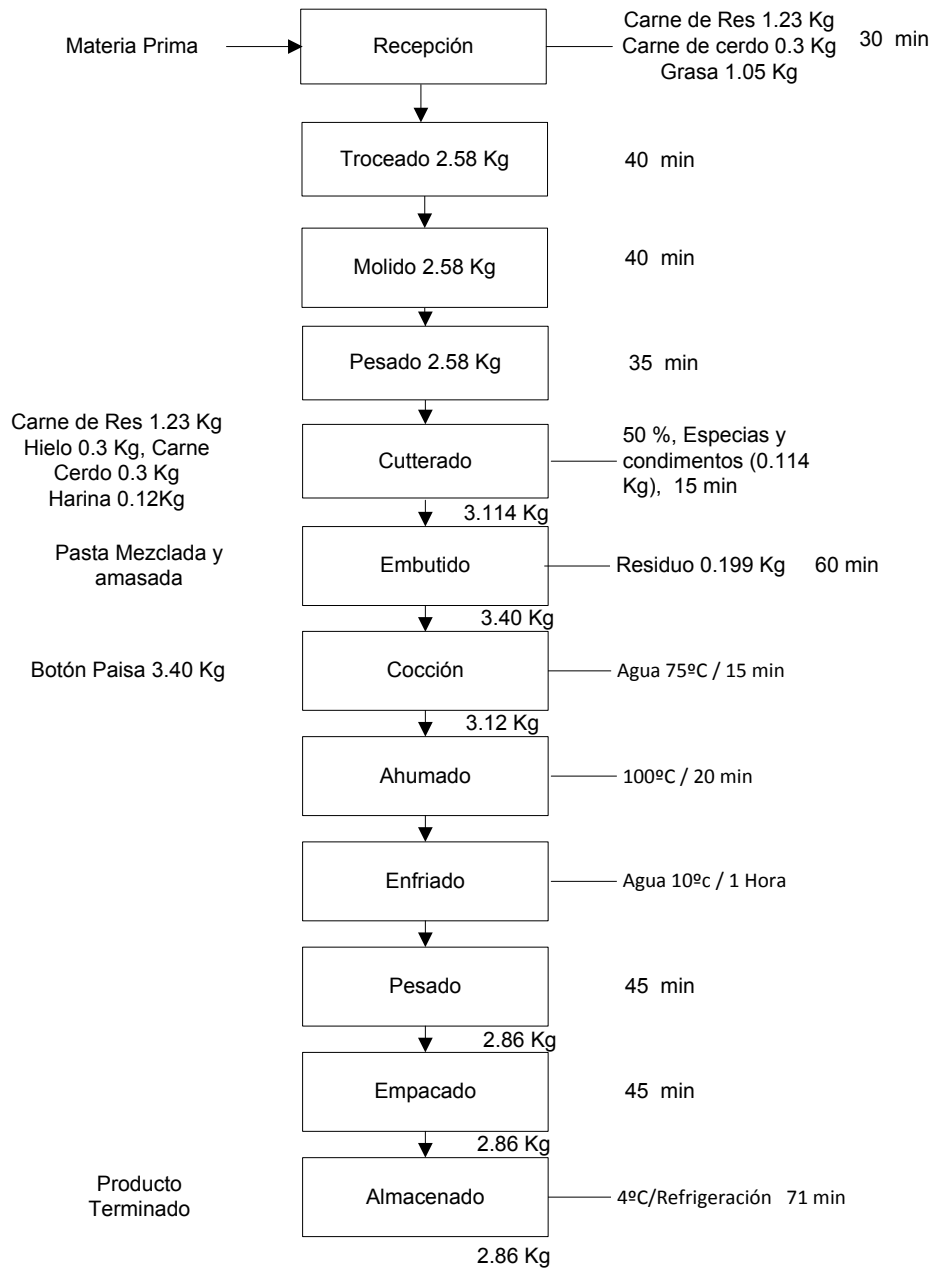 Materia Prima
Recepción
Carne de Res 1.23 Kg
Carne de cerdo 0.3 Kg
Grasa 1.05 Kg
30 min
Troceado 2.58 Kg
40 min
Molido 2.58 Kg
40 min
Pesado 2.58 Kg
35 min
Carne de Res 1.23 Kg
Hielo 0.3 Kg, Carne
Cerdo 0.3 Kg
Harina 0.12Kg
Cutterado
50 %, Especias y
condimentos (0.114
Kg), 15 min
3.114 Kg
Pasta Mezclada y
amasada
Embutido
Residuo 0.199 Kg 60 min
3.40 Kg
Botón Paisa 3.40 Kg
Cocción
Agua 75ºC / 15 min
3.12 Kg
Ahumado
100ºC / 20 min
Enfriado
Agua 10ºc / 1 Hora
Pesado
45 min
2.86 Kg
Empacado
45 min
2.86 Kg
Producto
Terminado
Almacenado
4ºC/Refrigeración 71 min
2.86 Kg